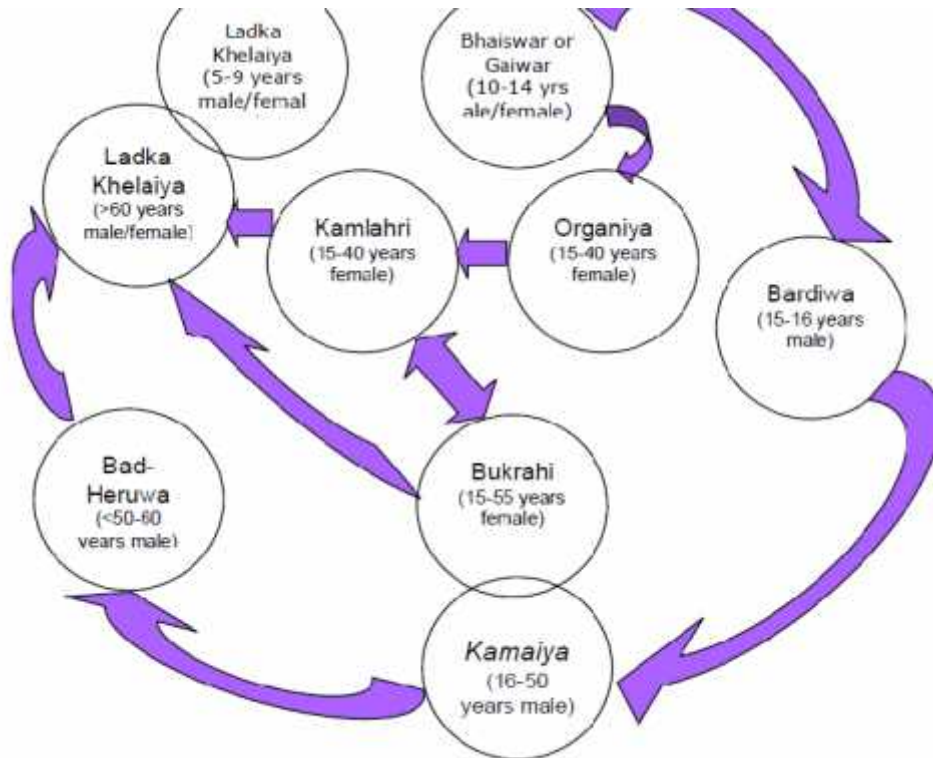 Ladka
Khelaiya
(5-9 years
male/femal
Bhaiswar or
Gaiwar
(10-14 yrs
ale/female)
Ladka
Khelaiya
(>60 years
male/female)
Kamlahri
(15-40 years
female)
Organiya
(15-40 years
female)
Bardiwa
(15-16 years
male)
Bad-
Heruwa
(<50-60
years male)
Bukrahi
(15-55 years
female)
Kamaiya
(16-50
years male)